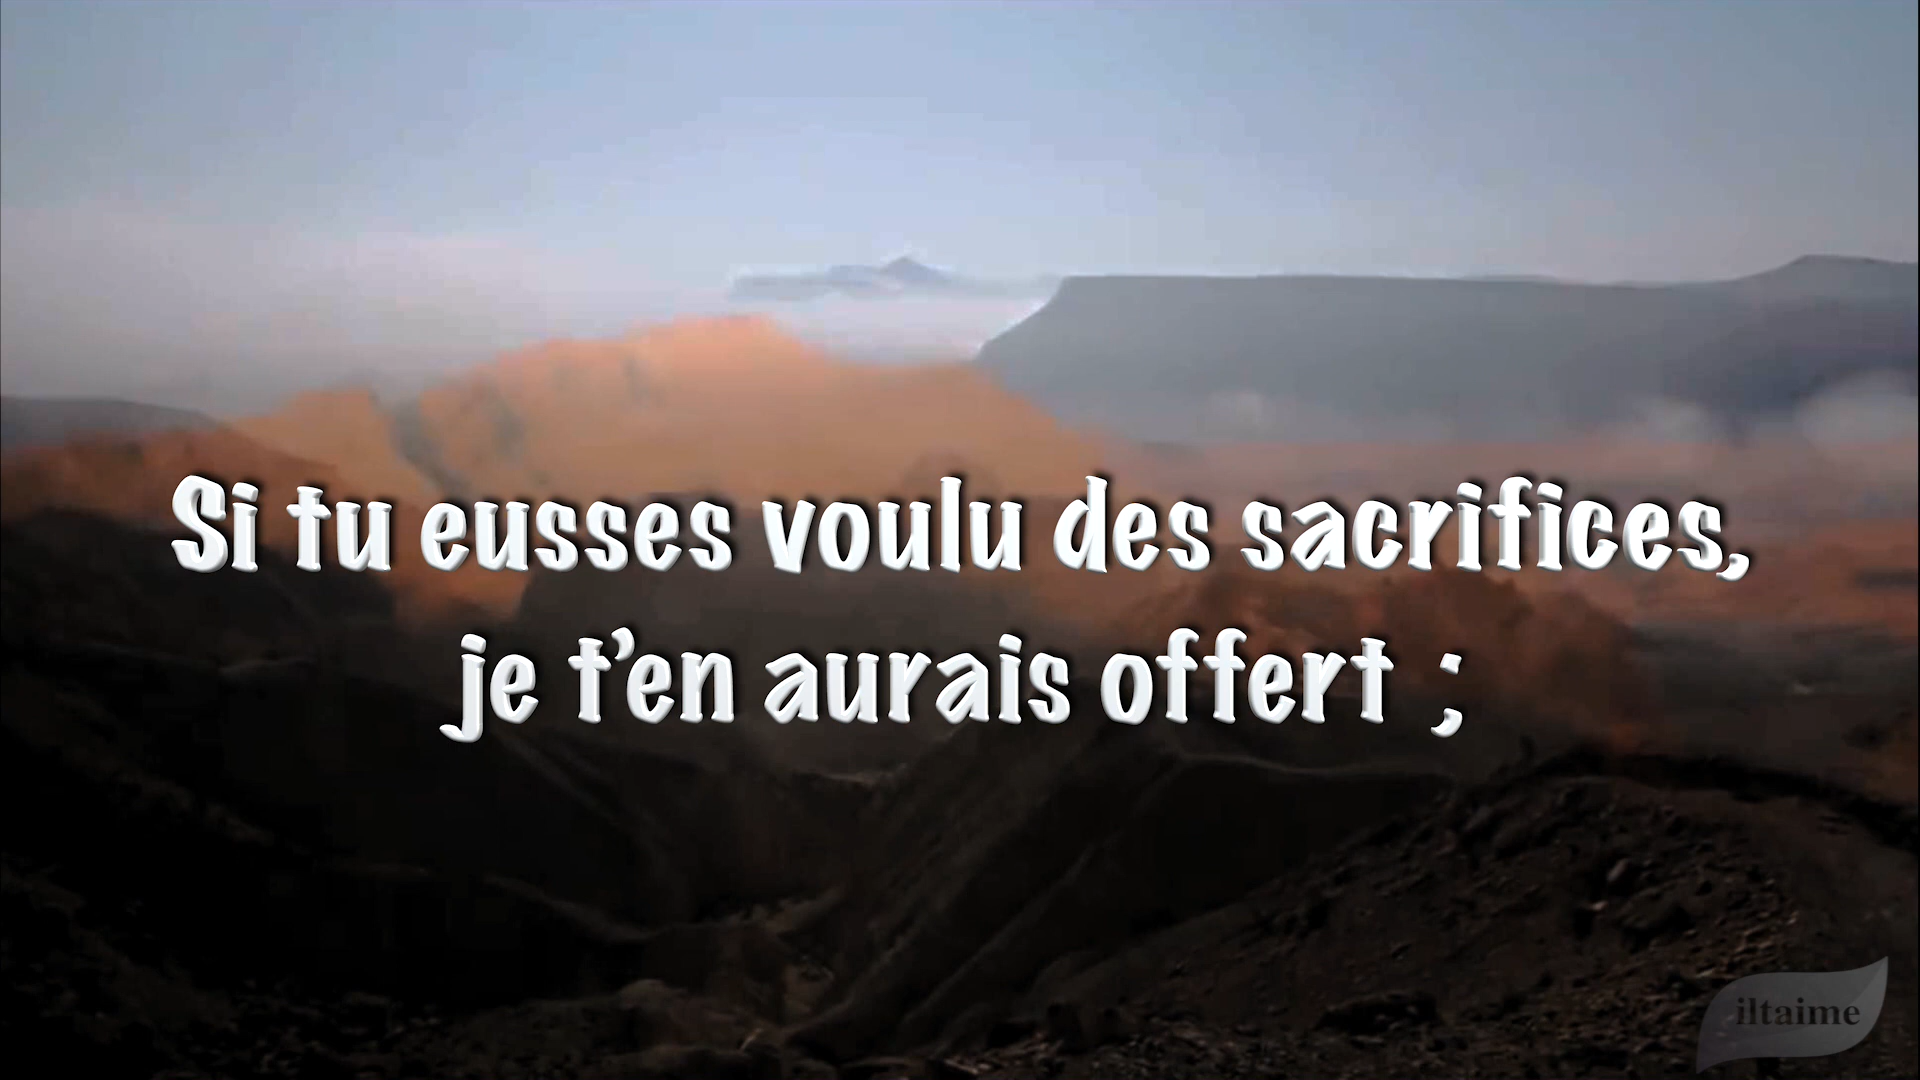 Si tu eusses voulu des sacrifices,
je t’en aurais offert ;
iltaime